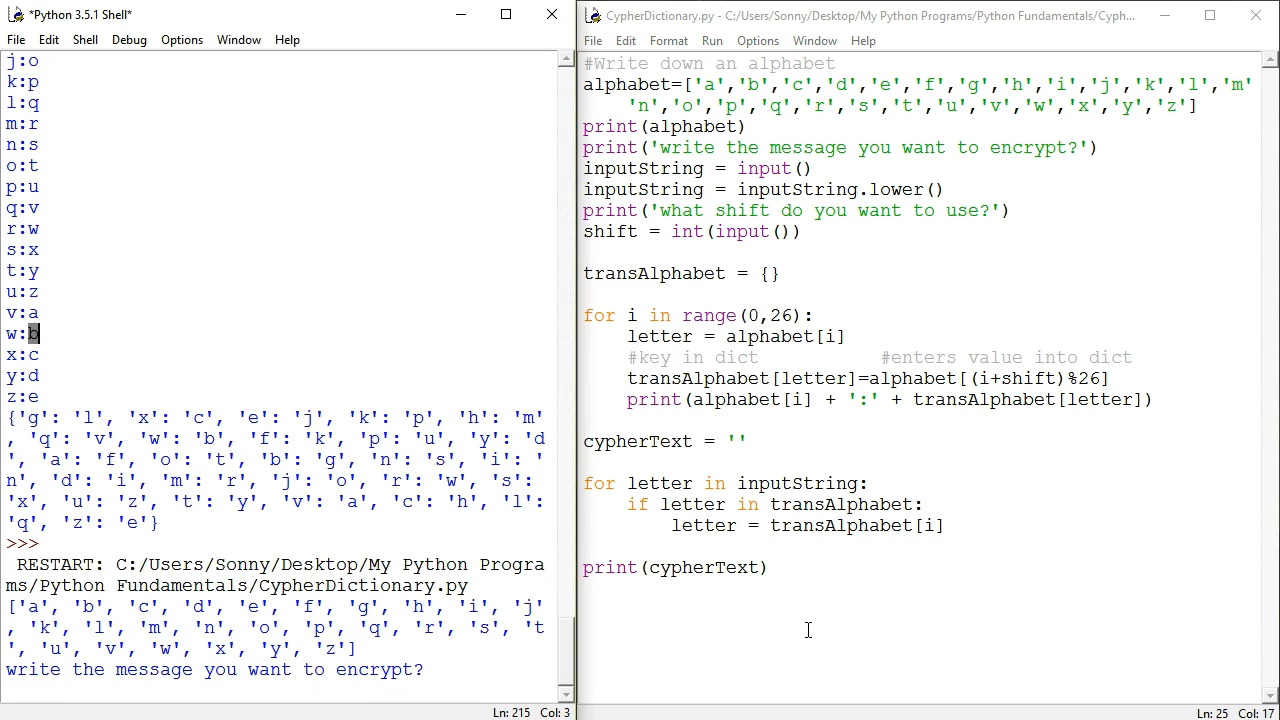 *Python 3.5.1 Shell*
File Edit Shell Debug Options Window Help
j:o
k:p
l:q
m:r
n:s
o:t
p:u
q:v
r:w
s:x
t:y
u:z
v:a
w:b
x:c
y:d
z:e
{'g': 'l', 'x': 'c', 'e': 'j', 'k': 'p', 'h': 'm'
, 'q': 'v', 'w': 'b', 'f': 'k', 'p': 'u', 'y': 'd
', 'a': 'f', 'o': 't', 'b': 'g', 'n': 's', 'i': '
n', 'd': 'i', 'm': 'r', 'j': 'o', 'r': 'w', 's':
'x', 'u': 'z', 't': 'y', 'v': 'a', 'c': 'h', 'l':
'q', 'z': 'e'}
>>>
RESTART: C:/Users/Sonny/Desktop/My Python Progra
ms/Python Fundamentals/CypherDictionary.py
['a', 'b', 'c', 'd', 'e', 'f', 'g', 'h', 'i', 'j'
, 'k', 'l', 'm', 'n', 'o', 'p', 'q', 'r', 's', 't
', 'u', 'v', 'w', 'x', 'y', 'z']
write the message you want to encrypt?
Ln: 215 Col: 3
CypherDictionary.py - C:/Users/Sonny/Desktop/My Python Programs/Python Fundamentals/Cyph...
File Edit Format Run Options Window Help
#Write down an alphabet
alphabet=['a','b','c','d','e','f','g','h','i','j','k','l','m'
'n','o','p','q','r','s','t','u','v','w','x','y','z']
print(alphabet)
print('write the message you want to encrypt?')
inputString = input()
inputString = inputString.lower()
print('what shift do you want to use?')
shift = int(input())
transAlphabet = {}
for i in range(0,26):
letter = alphabet[i]
#key in dict #enters value into dict
transAlphabet[letter]=alphabet[(i+shift)%26]
print(alphabet[i] + ':' + transAlphabet[letter])
cypherText = ''
for letter in inputString:
if letter in transAlphabet:
letter = transAlphabet[i]
print(cypherText)
Ln: 25 Col: 17